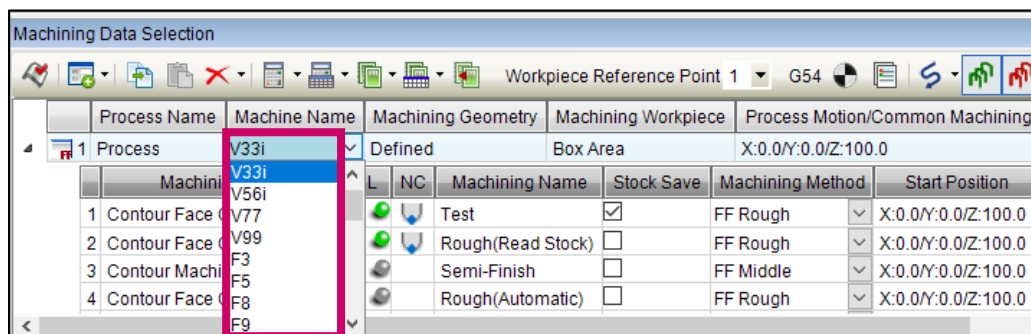 Machining Data Selection
Workpiece Reference Point 1 G54
Process Name Machine Name Machining Geometry Machining Workpiece Process Motion/Common Machining
1 Process V33i Defined Box Area X:0.0/Y:0.0/Z:100.0
Machini L NC Machining Name Stock Save Machining Method Start Position
1 Contour Face Test FF Rough X:0.0/Y:0.0/Z:100.0
2 Contour Face Rough(Read Stock) FF Rough X:0.0/Y:0.0/Z:100.0
3 Contour Machi Semi-Finish FF Middle X:0.0/Y:0.0/Z:100.0
4 Contour Face Rough(Automatic) FF Rough X:0.0/Y:0.0/Z:100.0
V33i
V56i
V77
V99
F3
F5
F8
F9